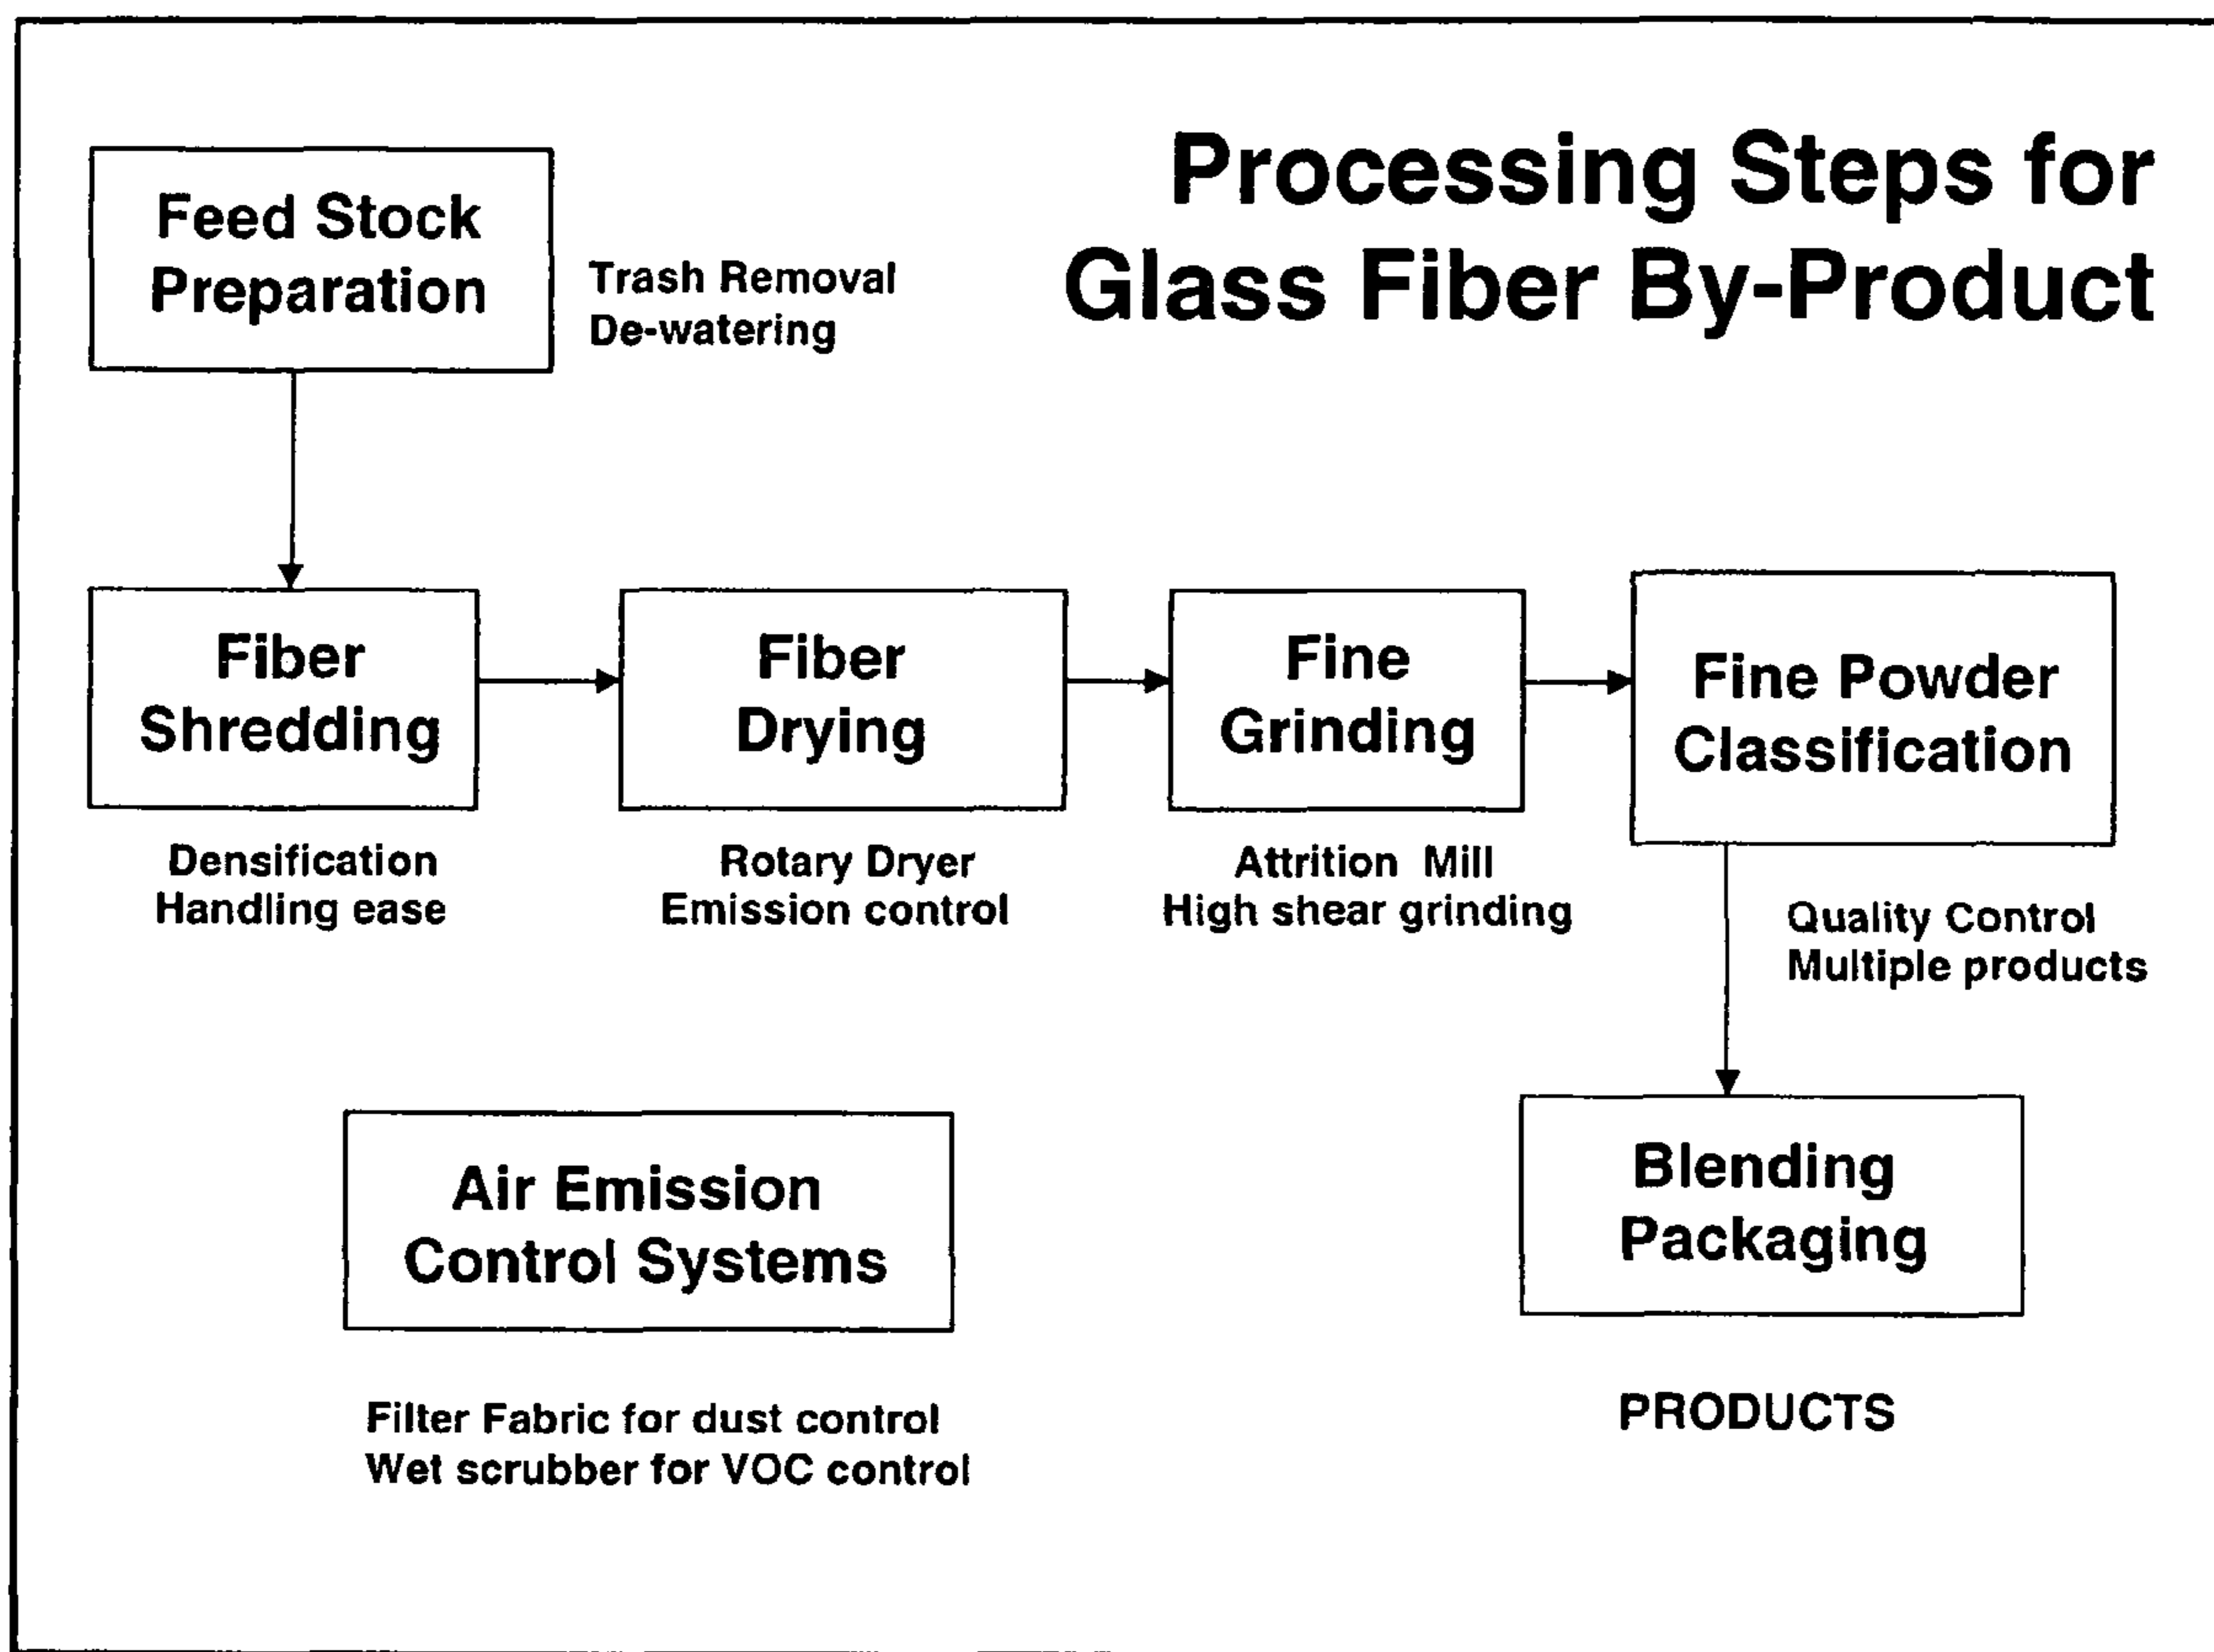 Processing Steps for
Glass Fiber By-Product
Feed Stock
Preparation
Trash Removal
De-watering
Fiber
Shredding
Densification
Handling ease
Fiber
Drying
Rotary Dryer
Emission control
Fine
Grinding
Attrition Mill
High shear grinding
Fine Powder
Classification
Quality Control
Multiple products
Blending
Packaging
PRODUCTS
Air Emission
Control Systems
Filter Fabric for dust control
Wet scrubber for VOC control